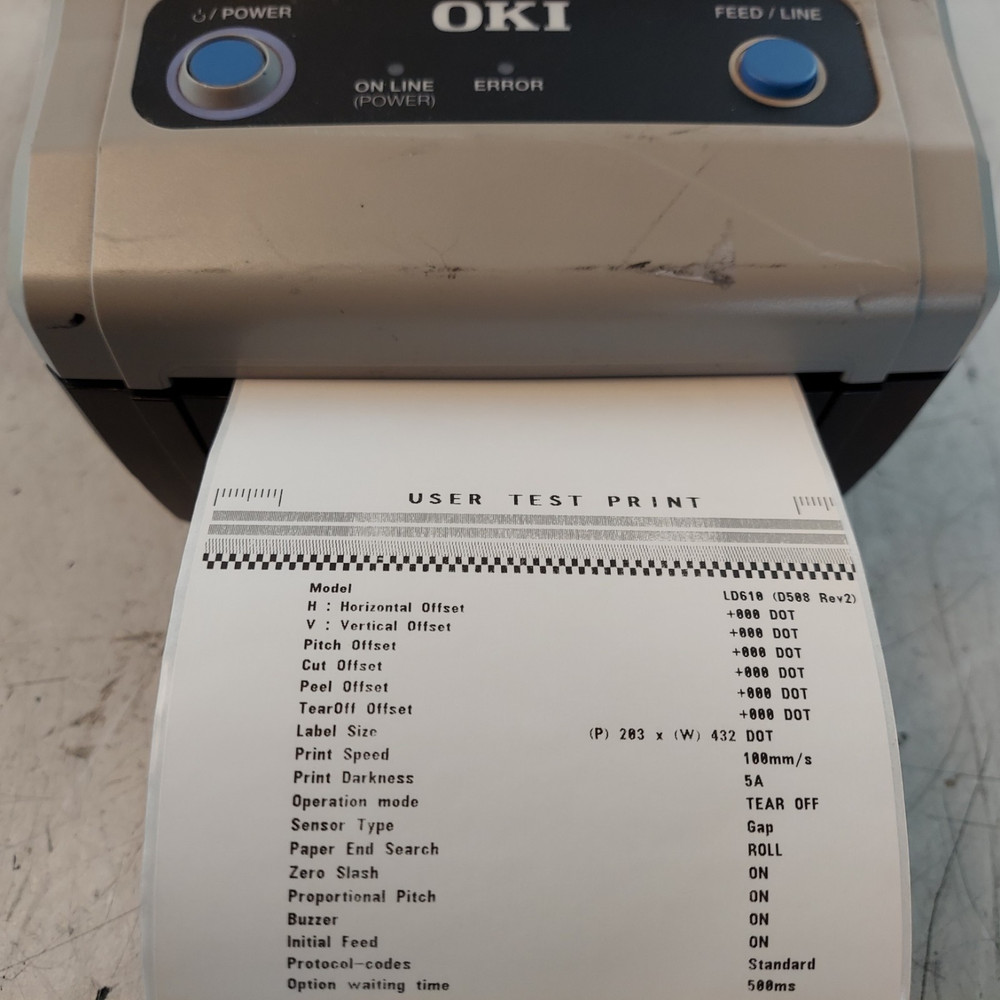 ⏻/ POWER
OKI
FEED / LINE
ON LINE
(POWER)
ERROR
USER TEST PRINT
Model LD610 (D508 Rev2)
H : Horizontal Offset +000 DOT
V : Vertical Offset +000 DOT
Pitch Offset +000 DOT
Cut Offset +000 DOT
Peel Offset +000 DOT
TearOff Offset +000 DOT
Label Size (P) 203 x (W) 432 DOT
Print Speed 100mm/s
Print Darkness 5A
Operation mode TEAR OFF
Sensor Type Gap
Paper End Search ROLL
Zero Slash ON
Proportional Pitch ON
Buzzer ON
Initial Feed ON
Protocol-codes Standard
Option waiting time 500ms